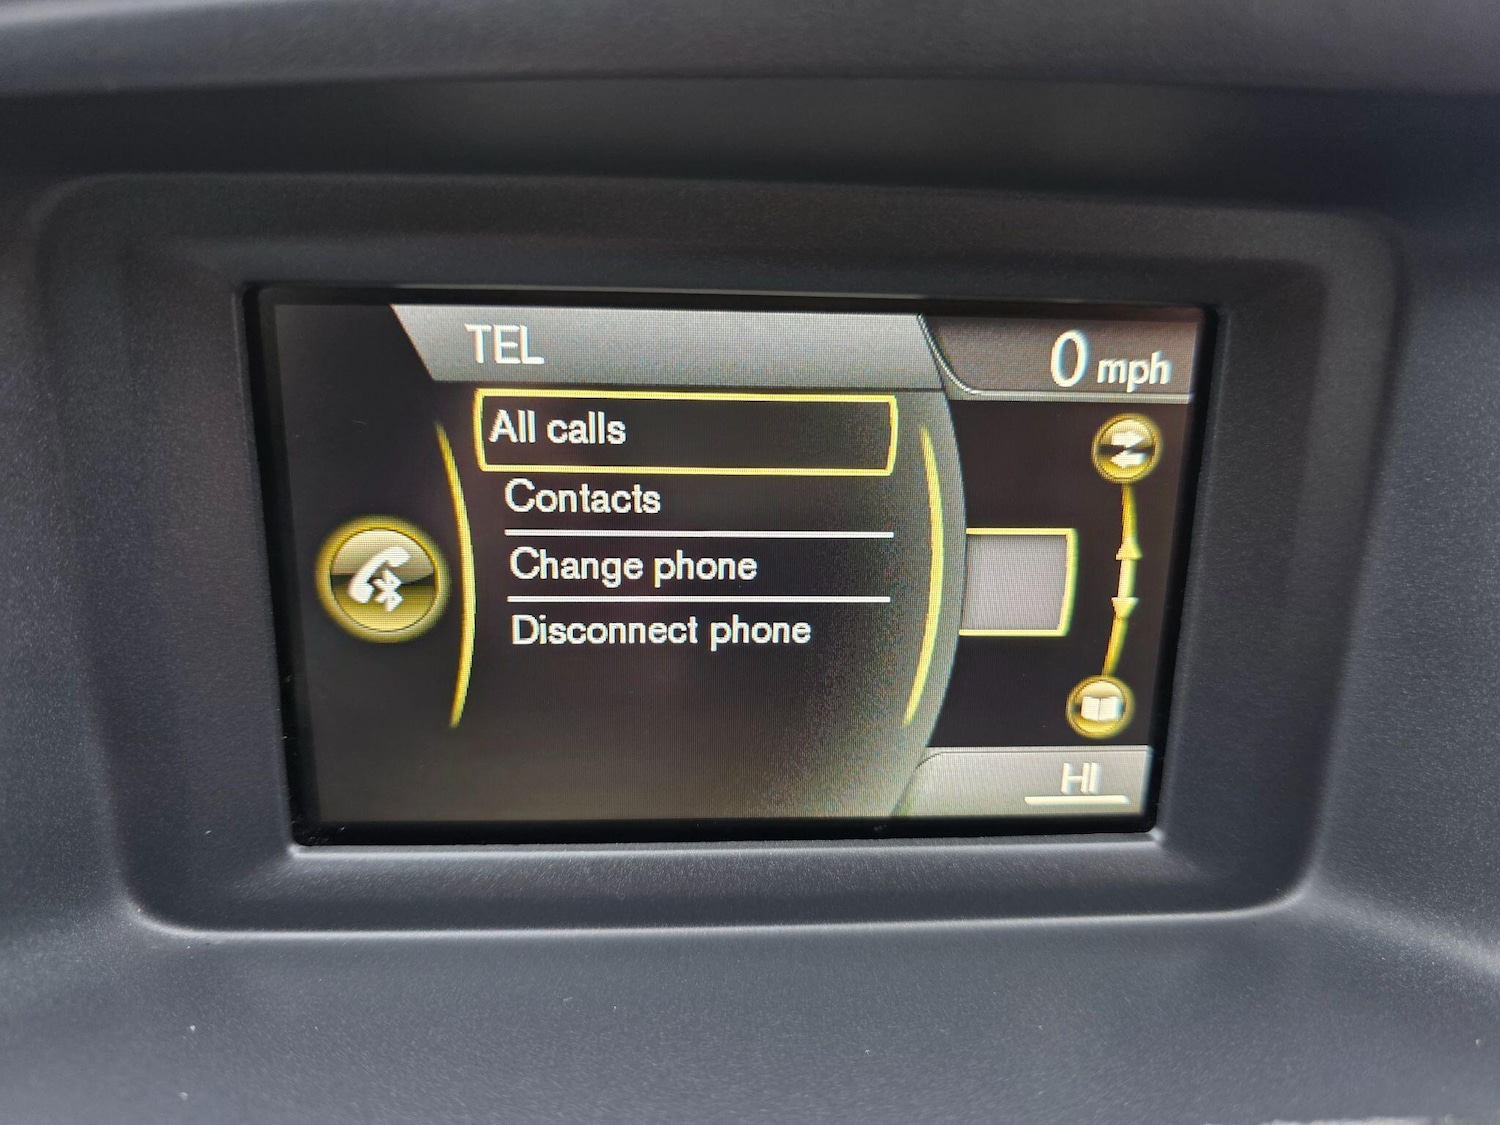 TEL
0 mph
All calls
Contacts
Change phone
Disconnect phone
HI